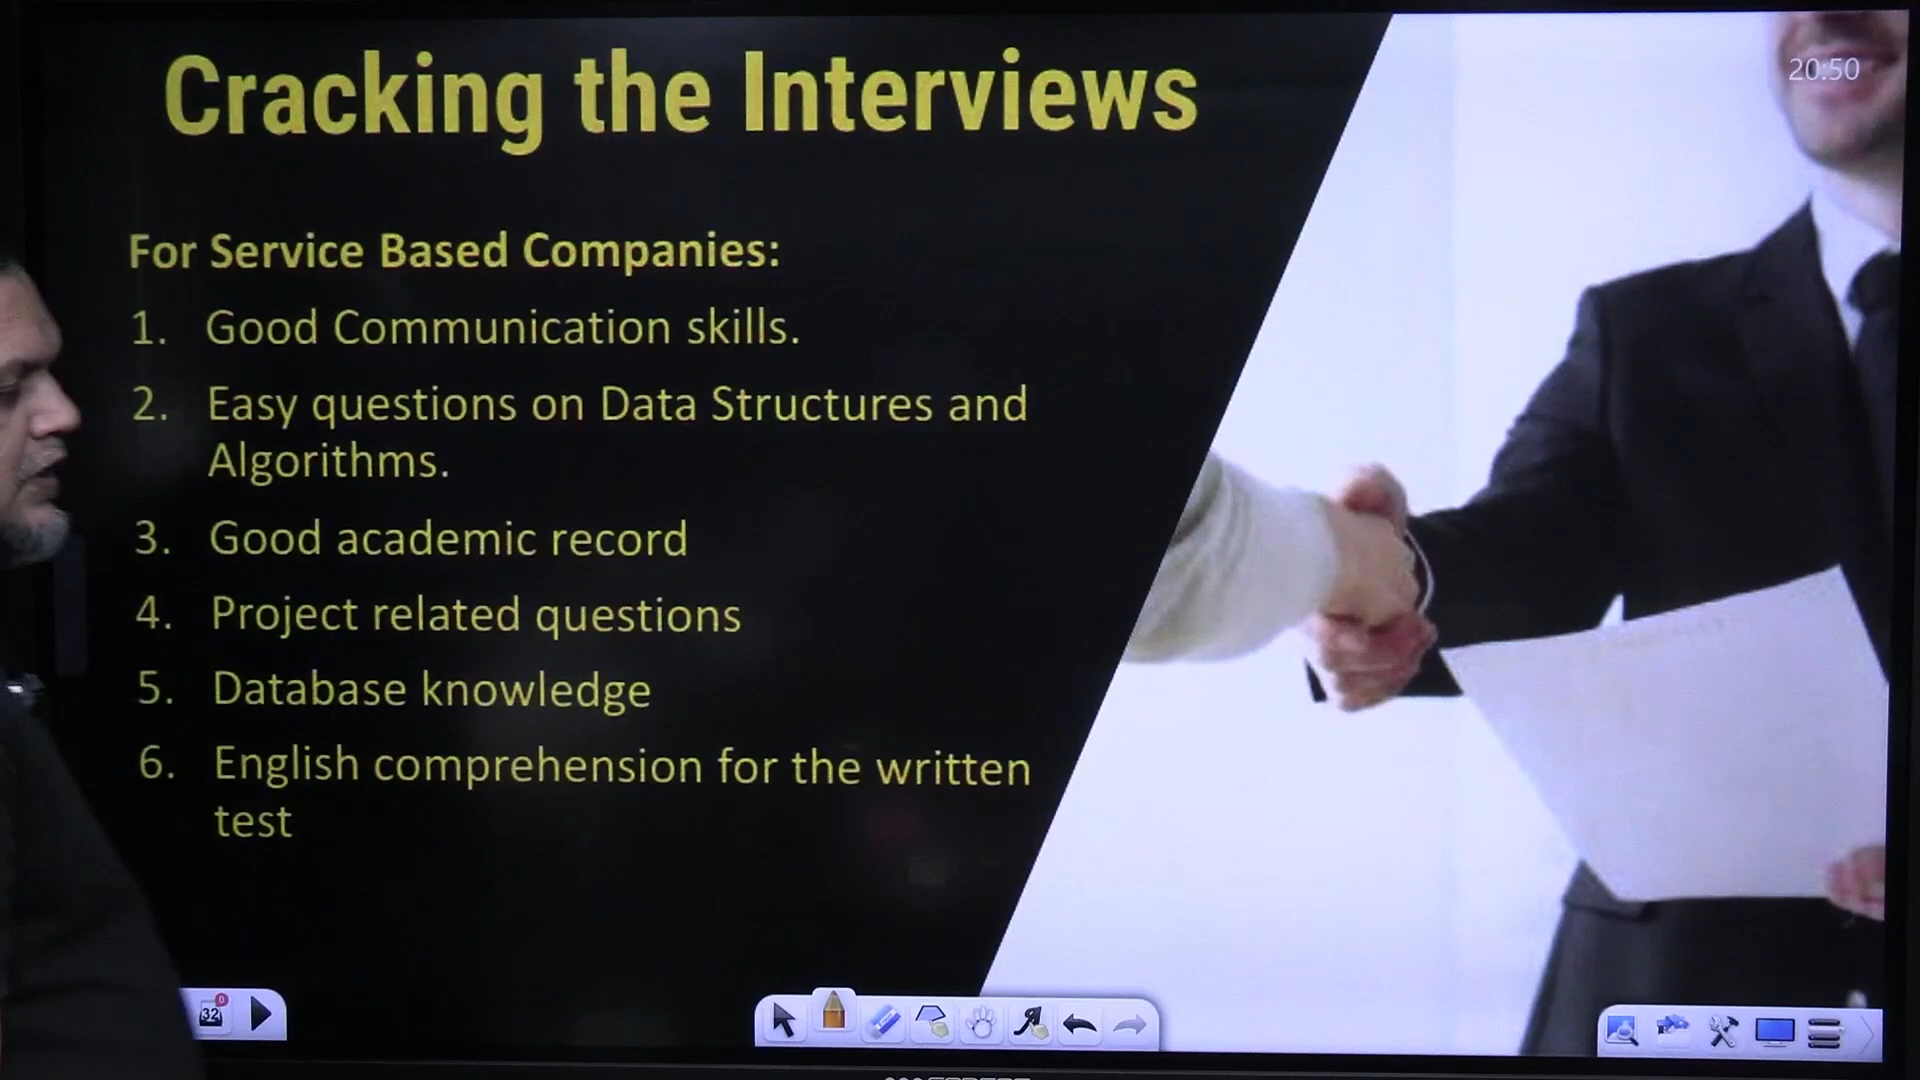 Cracking the Interviews
20:50
For Service Based Companies:
1. Good Communication skills.
2. Easy questions on Data Structures and
Algorithms.
3. Good academic record
4. Project related questions
5. Database knowledge
6. English comprehension for the written
test
32
0